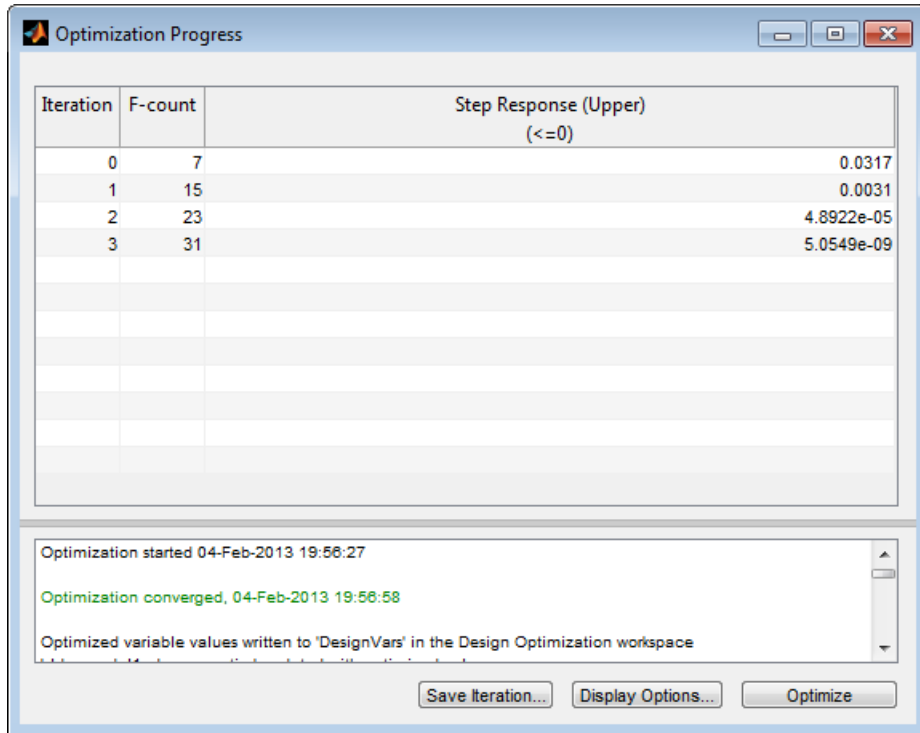 Optimization Progress
Iteration F-count Step Response (Upper)
(<=0)
0 7 0.0317
1 15 0.0031
2 23 4.8922e-05
3 31 5.0549e-09
Optimization started 04-Feb-2013 19:56:27
Optimization converged, 04-Feb-2013 19:56:58
Optimized variable values written to 'DesignVars' in the Design Optimization workspace
Save Iteration... Display Options... Optimize